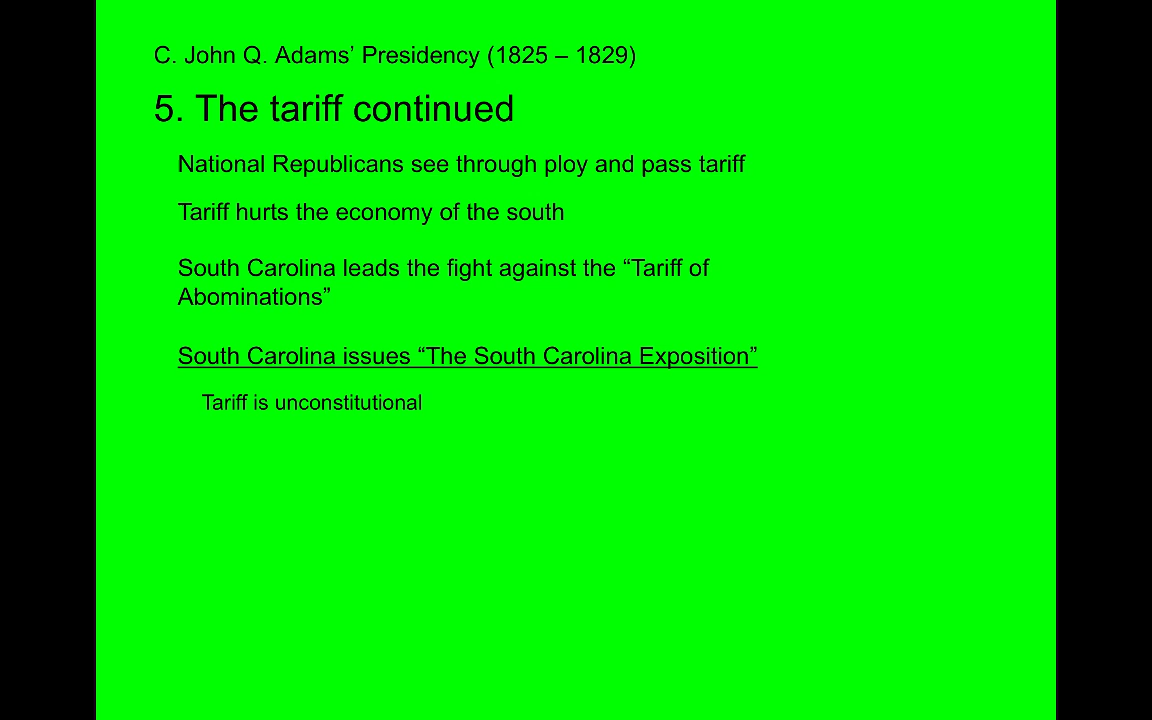 C. John Q. Adams’ Presidency (1825 – 1829)
5. The tariff continued
National Republicans see through ploy and pass tariff
Tariff hurts the economy of the south
South Carolina leads the fight against the “Tariff of
Abominations”
South Carolina issues “The South Carolina Exposition”
Tariff is unconstitutional